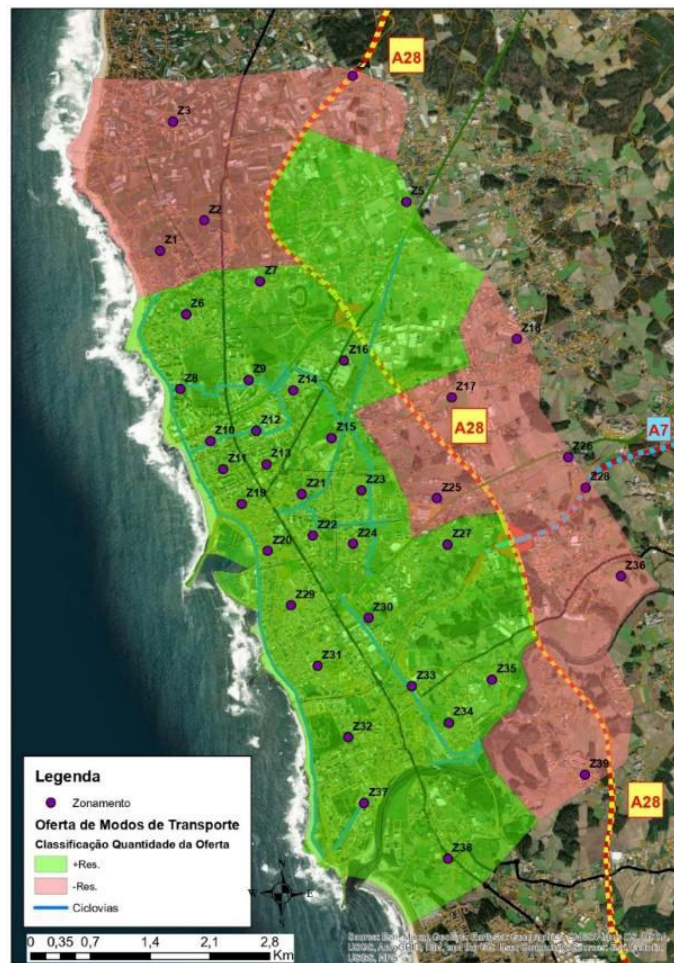 A28
Z3
Z5
Z2
Z1
Z7
Z6
Z18
Z16
Z9
Z14
Z8
Z17
A28
Z12
Z15
Z10
A7
Z13
Z26
Z11
Z28
Z21
Z23
Z25
Z19
Z22
Z24
Z27
Z20
Z36
Z29
Z30
Z31
Z33
Z35
Z34
Z32
Z39
Z37
A28
Z38
Legenda
Zonamento
Oferta de Modos de Transporte
Classificação Quantidade da Oferta
+Res.
-Res.
Ciclovias
N
W
E
S
0 0,35 0,7 1,4 2,1 2,8
Km